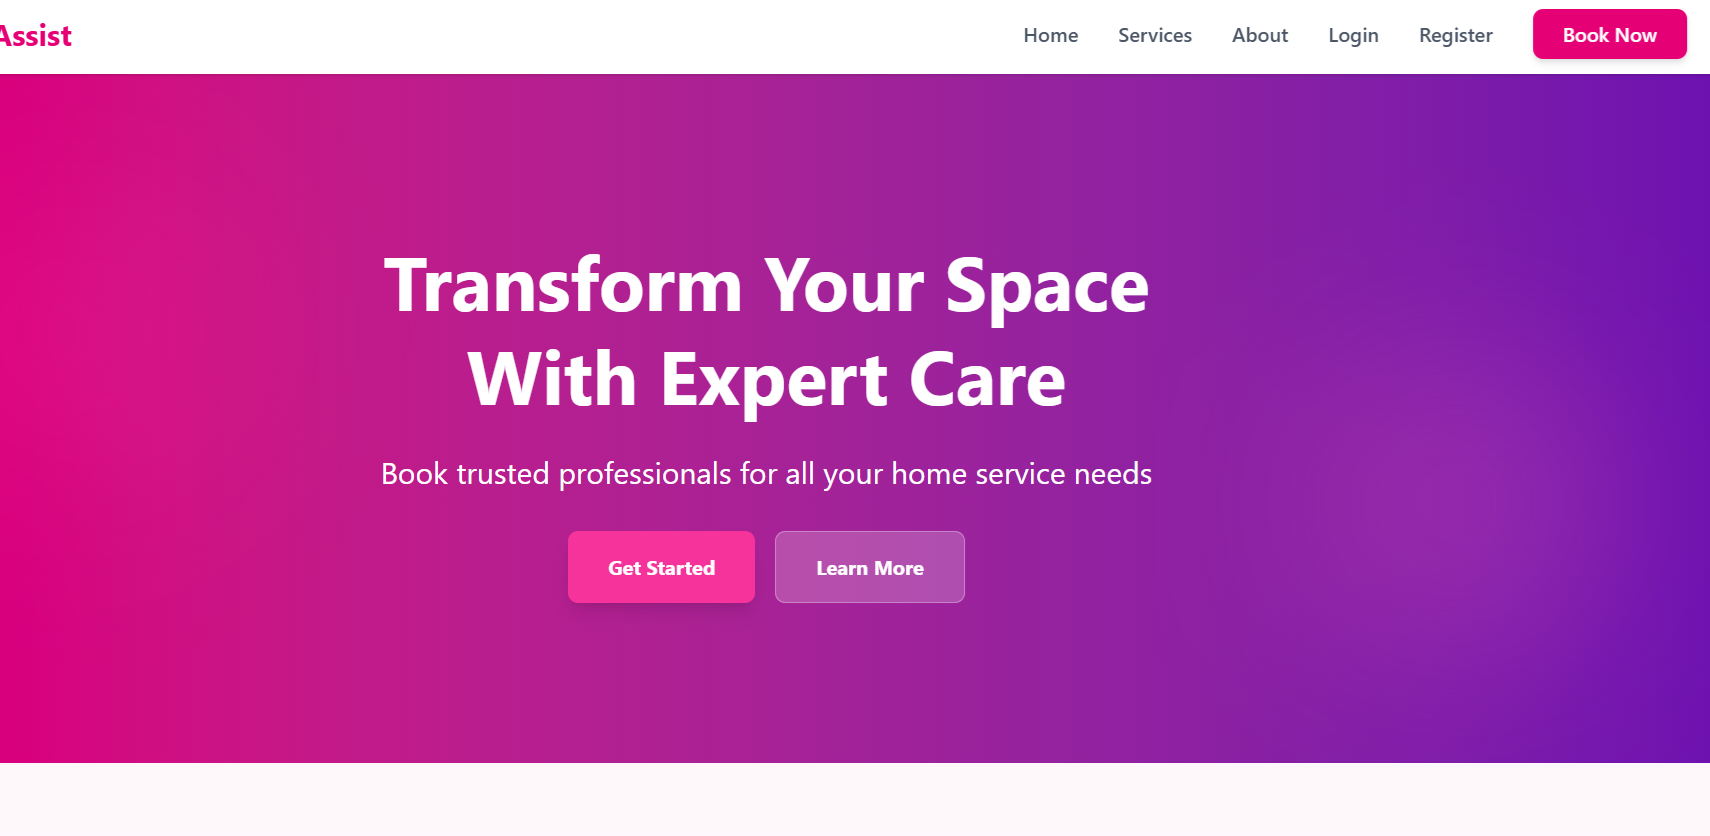 Assist
Home Services About Login Register Book Now
Transform Your Space
With Expert Care
Book trusted professionals for all your home service needs
Get Started Learn More